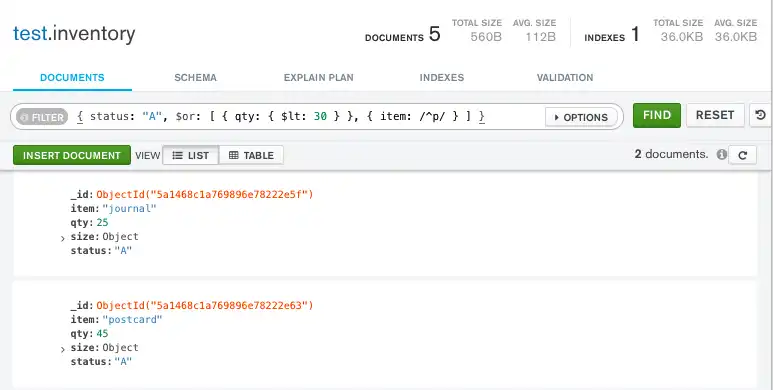 test.inventory
DOCUMENTS 5 TOTAL SIZE 560B AVG. SIZE 112B INDEXES 1 TOTAL SIZE 36.0KB AVG. SIZE 36.0KB
DOCUMENTS SCHEMA EXPLAIN PLAN INDEXES VALIDATION
FILTER { status: "A", $or: [ { qty: { $lt: 30 } }, { item: /^p/ } ] } OPTIONS FIND RESET
INSERT DOCUMENT VIEW LIST TABLE 2 documents.
_id: ObjectId("5a1468c1a769896e78222e5f")
item: "journal"
qty: 25
size: Object
status: "A"
_id: ObjectId("5a1468c1a769896e78222e63")
item: "postcard"
qty: 45
size: Object
status: "A"